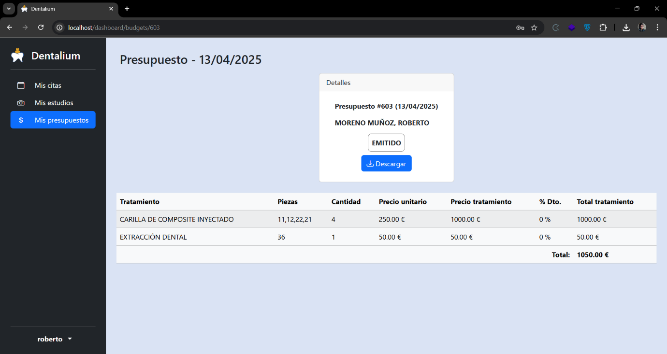 Dentalium
localhost/dashboard/budgets/603
Dentalium
Mis citas
Mis estudios
Mis presupuestos
roberto
Presupuesto - 13/04/2025
Detalles
Presupuesto #603 (13/04/2025)
MORENO MUÑOZ, ROBERTO
EMITIDO
Descargar
Tratamiento Piezas Cantidad Precio unitario Precio tratamiento % Dto. Total tratamiento
CARILLA DE COMPOSITE INYECTADO 11,12,22,21 4 250.00 € 1000.00 € 0 % 1000.00 €
EXTRACCIÓN DENTAL 36 1 50.00 € 50.00 € 0 % 50.00 €
Total: 1050.00 €